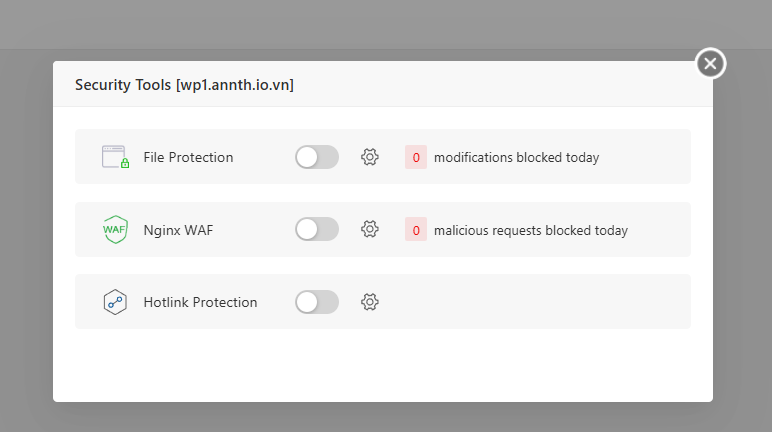 Security Tools [wp1.annth.io.vn]
File Protection 0 modifications blocked today
WAF Nginx WAF 0 malicious requests blocked today
Hotlink Protection